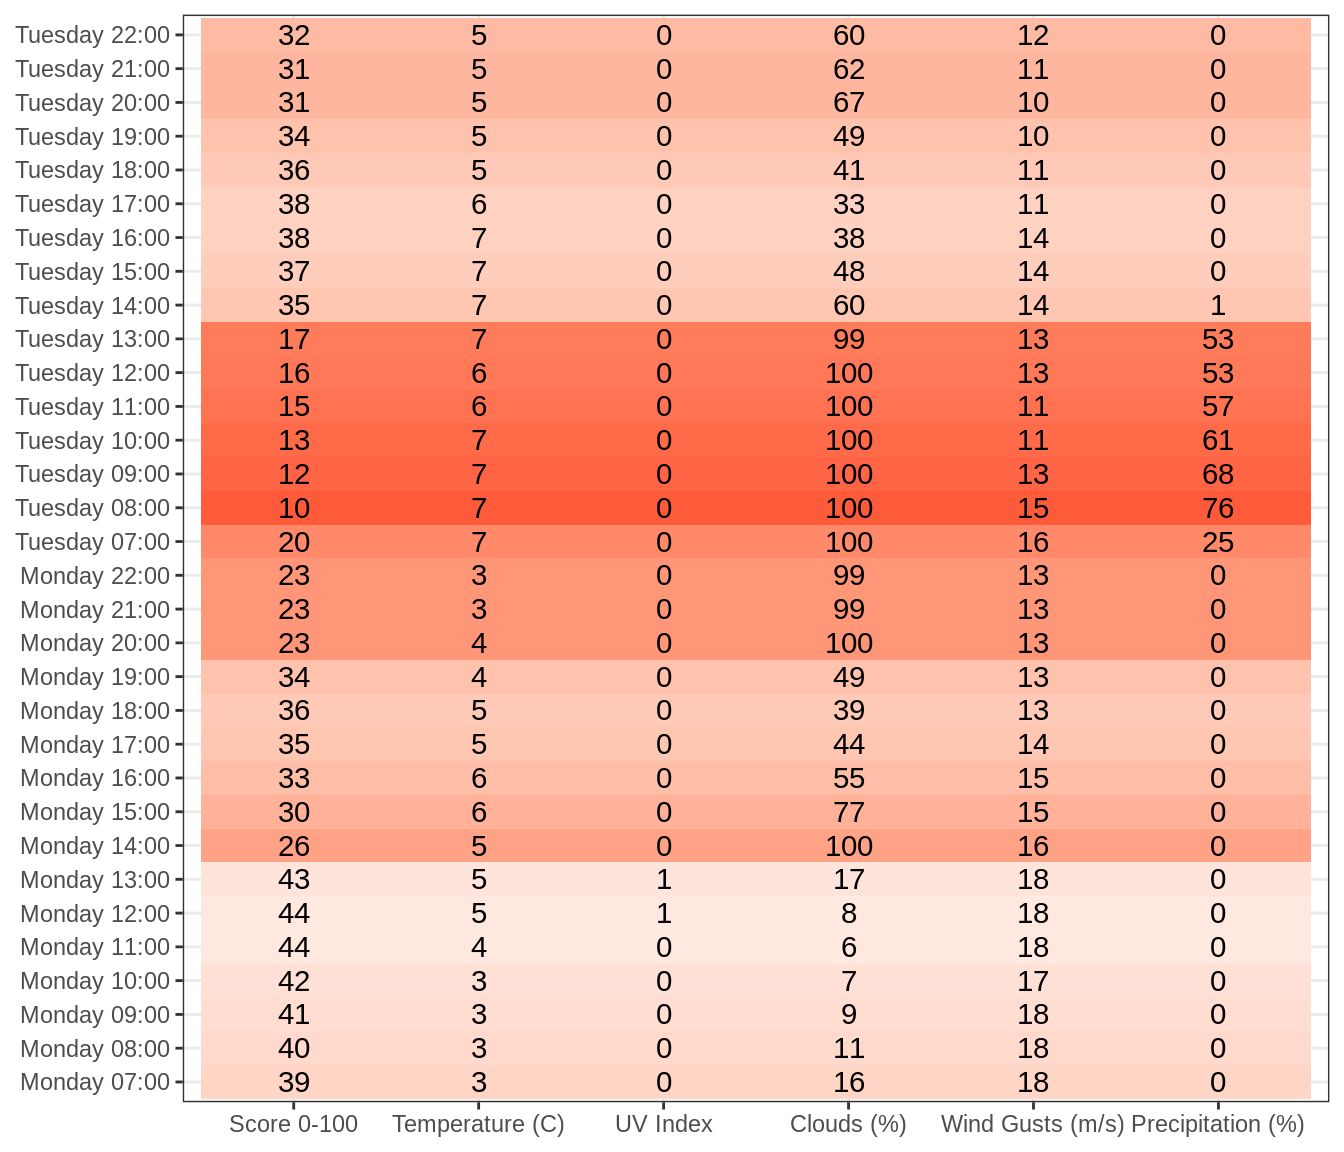 Tuesday 22:00 32 5 0 60 12 0
Tuesday 21:00 31 5 0 62 11 0
Tuesday 20:00 31 5 0 67 10 0
Tuesday 19:00 34 5 0 49 10 0
Tuesday 18:00 36 5 0 41 11 0
Tuesday 17:00 38 6 0 33 11 0
Tuesday 16:00 38 7 0 38 14 0
Tuesday 15:00 37 7 0 48 14 0
Tuesday 14:00 35 7 0 60 14 1
Tuesday 13:00 17 7 0 99 13 53
Tuesday 12:00 16 6 0 100 13 53
Tuesday 11:00 15 6 0 100 11 57
Tuesday 10:00 13 7 0 100 11 61
Tuesday 09:00 12 7 0 100 13 68
Tuesday 08:00 10 7 0 100 15 76
Tuesday 07:00 20 7 0 100 16 25
Monday 22:00 23 3 0 99 13 0
Monday 21:00 23 3 0 99 13 0
Monday 20:00 23 4 0 100 13 0
Monday 19:00 34 4 0 49 13 0
Monday 18:00 36 5 0 39 13 0
Monday 17:00 35 5 0 44 14 0
Monday 16:00 33 6 0 55 15 0
Monday 15:00 30 6 0 77 15 0
Monday 14:00 26 5 0 100 16 0
Monday 13:00 43 5 1 17 18 0
Monday 12:00 44 5 1 8 18 0
Monday 11:00 44 4 0 6 18 0
Monday 10:00 42 3 0 7 17 0
Monday 09:00 41 3 0 9 18 0
Monday 08:00 40 3 0 11 18 0
Monday 07:00 39 3 0 16 18 0
Score 0-100 Temperature (C) UV Index Clouds (%) Wind Gusts (m/s) Precipitation (%)